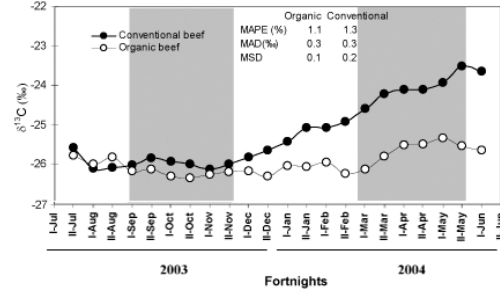 -22
-23
-24
-25
-26
-27
δ13C (‰)
Conventional beef
Organic beef
Organic Conventional
MAPE (%) 1.1 1.3
MAD(‰) 0.3 0.3
MSD 0.1 0.2
I-Jul
II-Jul
I-Aug
II-Aug
I-Sep
II-Sep
I-Oct
II-Oct
I-Nov
II-Nov
I-Dec
II-Dec
I-Jan
II-Jan
I-Feb
II-Feb
I-Mar
II-Mar
I-Apr
II-Apr
I-May
II-May
I-Jun
II-Jun
2003 2004
Fortnights